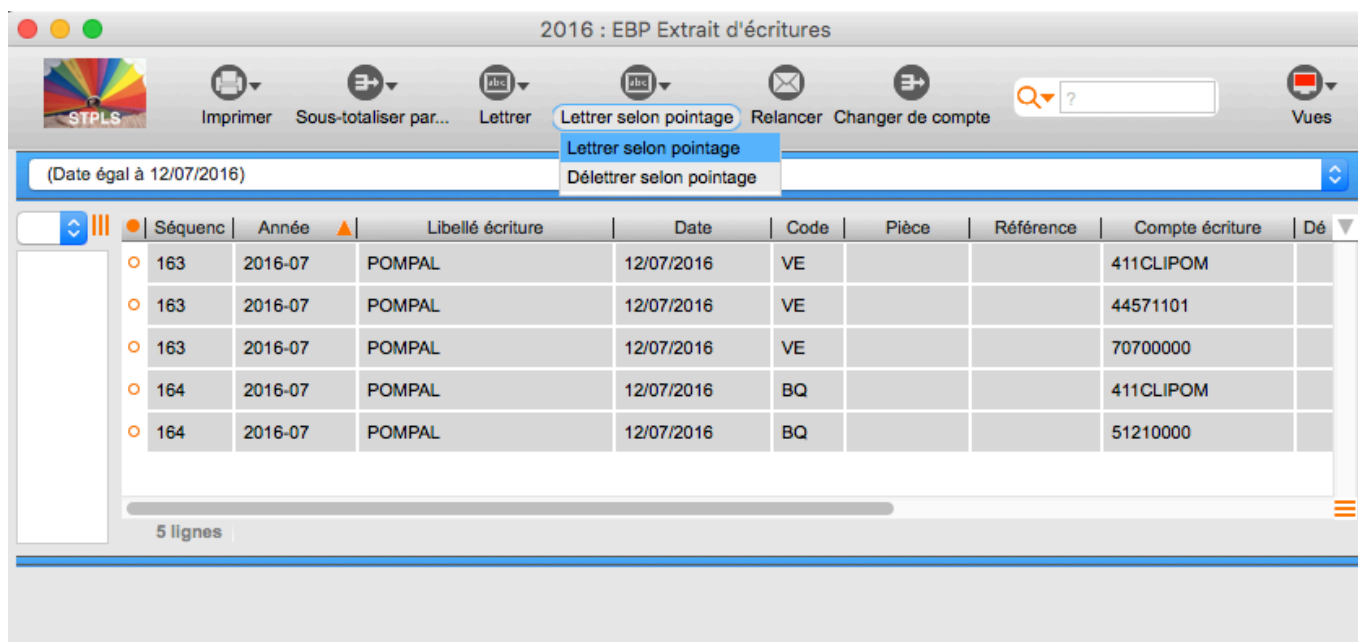 2016 : EBP Extrait d'écritures
STPLS
Imprimer Sous-totaliser par... Lettrer Lettrer selon pointage Relancer Changer de compte ? Vues
Lettrer selon pointage
(Date égal à 12/07/2016)
Délettrer selon pointage
Séquenc Année Libellé écriture Date Code Pièce Référence Compte écriture Dé
163 2016-07 POMPAL 12/07/2016 VE 411CLIPOM
163 2016-07 POMPAL 12/07/2016 VE 44571101
163 2016-07 POMPAL 12/07/2016 VE 70700000
164 2016-07 POMPAL 12/07/2016 BQ 411CLIPOM
164 2016-07 POMPAL 12/07/2016 BQ 51210000
5 lignes